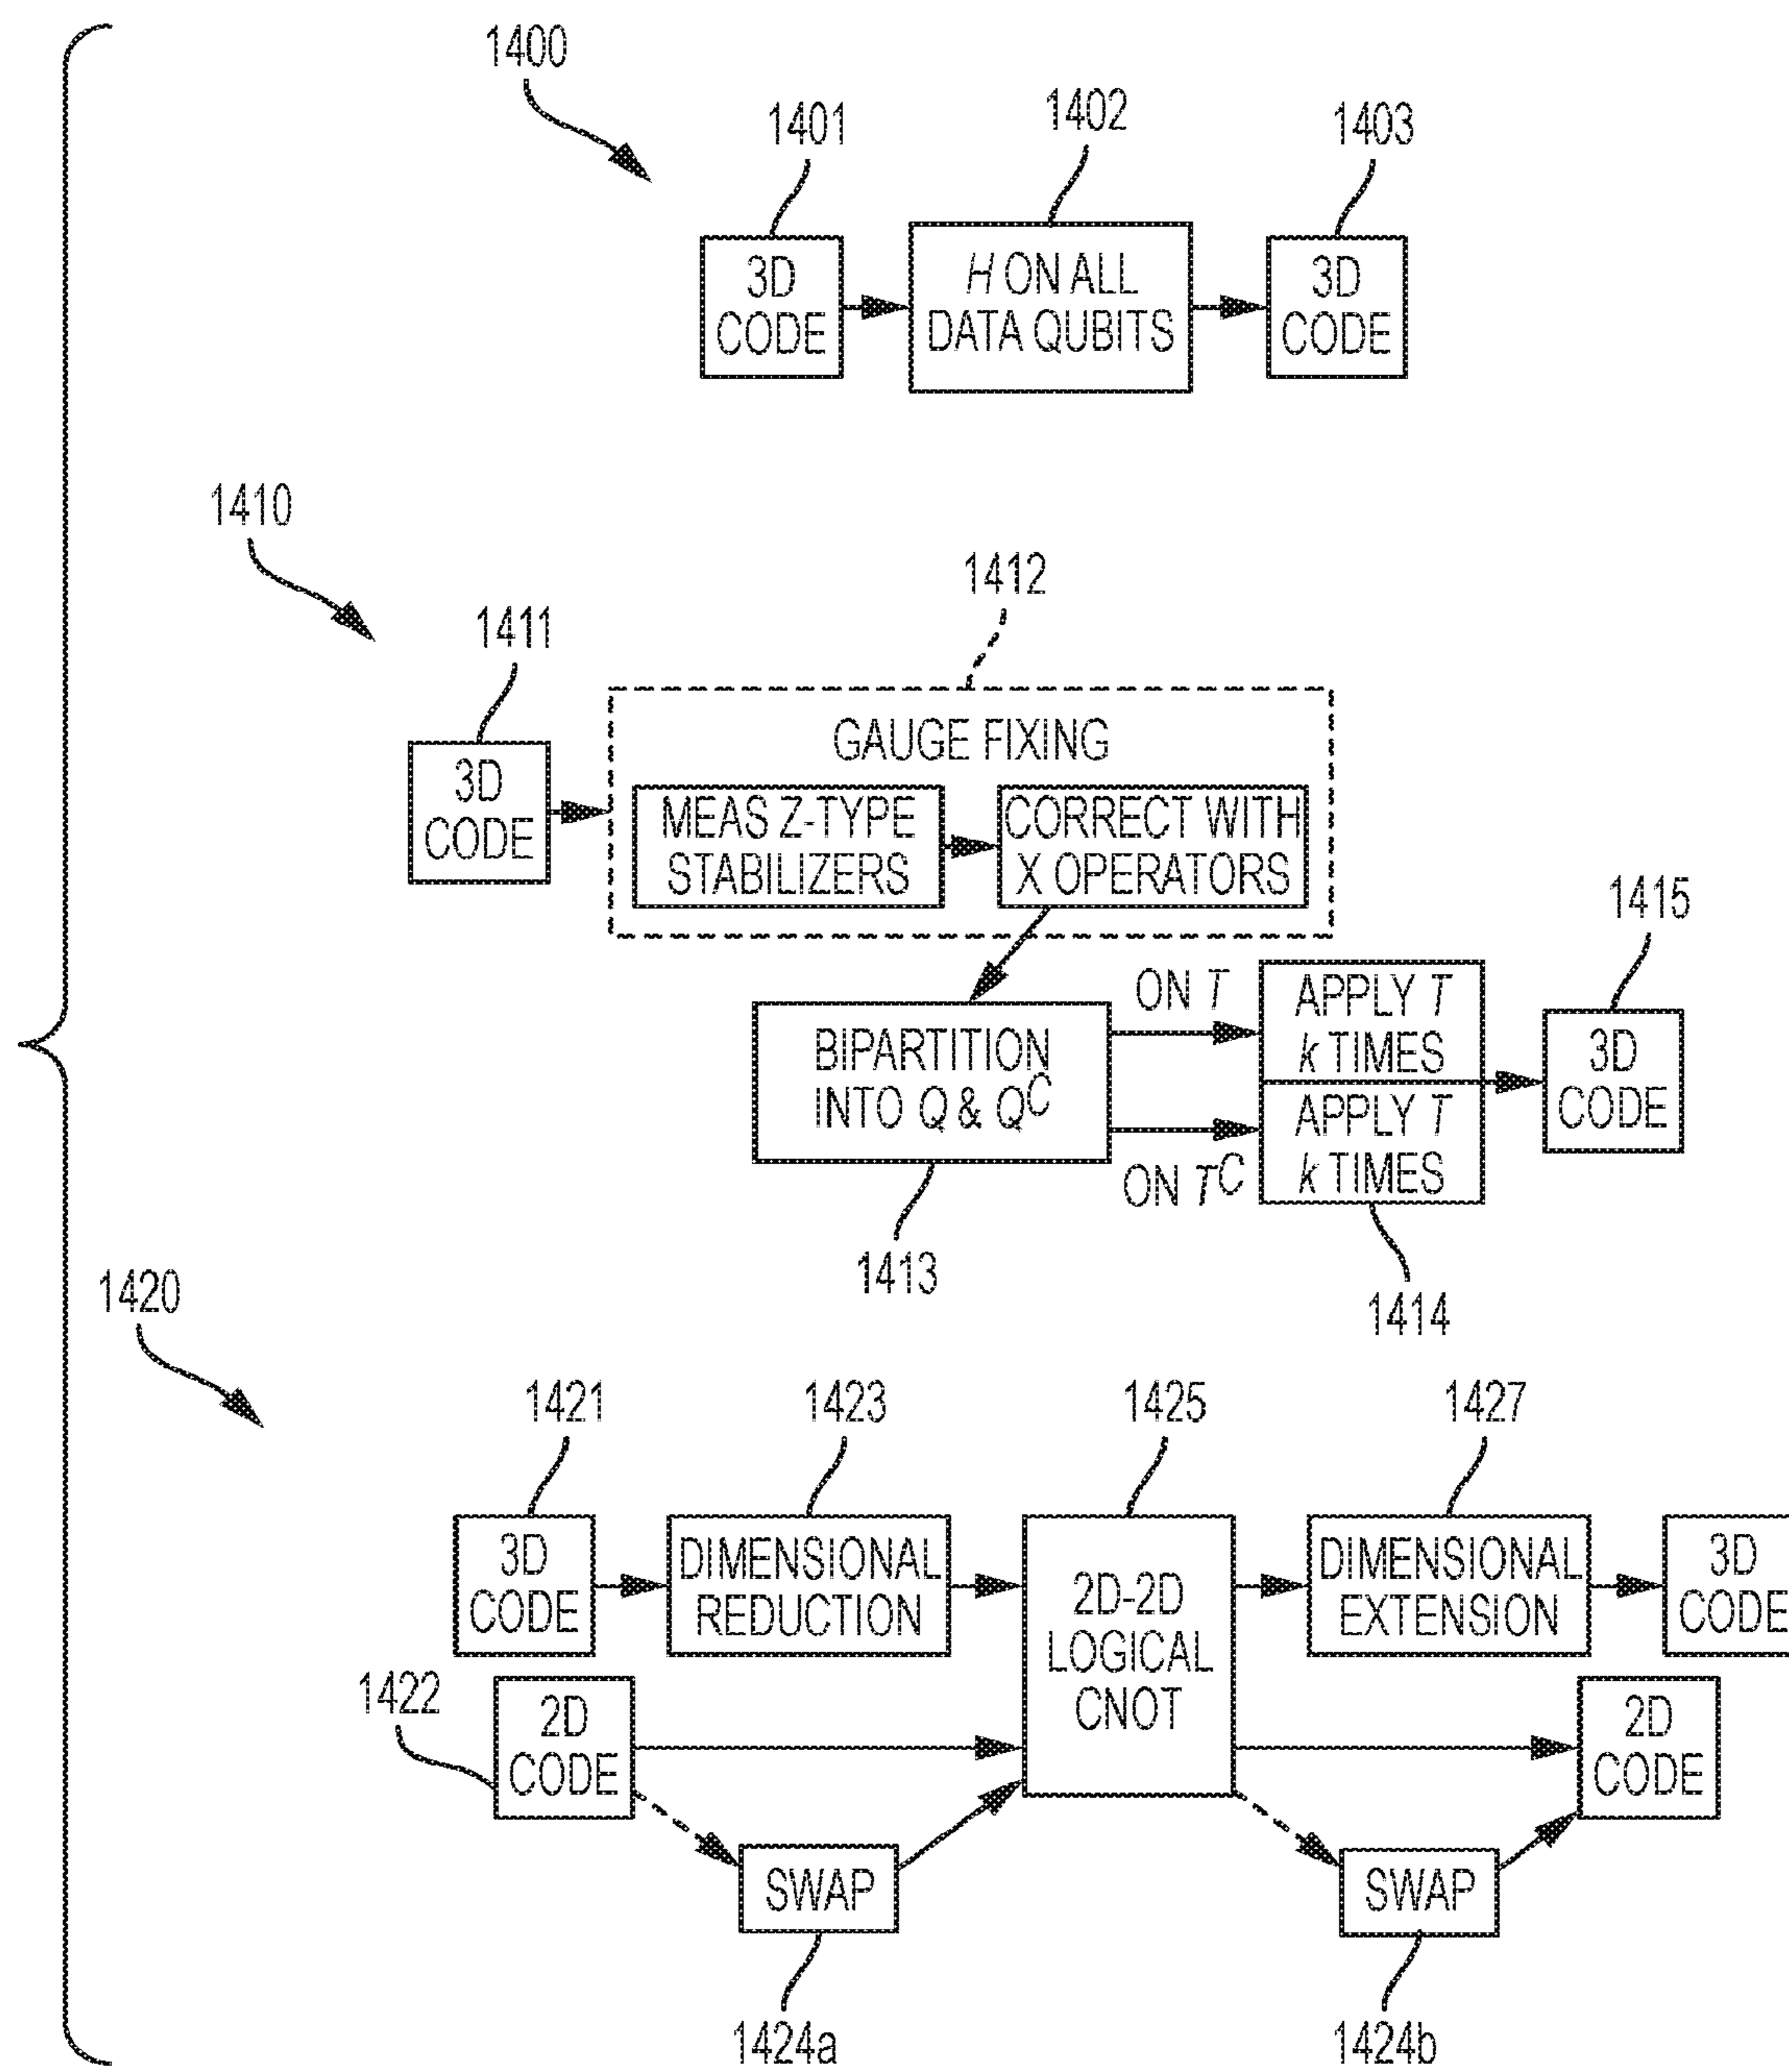 1400
1401
1402
1403
3D
CODE
H ON ALL
DATA QUBITS
3D
CODE
1410
1411
1412
3D
CODE
GAUGE FIXING
MEAS Z-TYPE
STABILIZERS
CORRECT WITH
X OPERATORS
1415
BIPARTITION
INTO Q & Q^C
ON T
ON T^C
APPLY T
k TIMES
APPLY T
k TIMES
3D
CODE
1413
1414
1420
1421
1423
1425
1427
3D
CODE
DIMENSIONAL
REDUCTION
2D-2D
LOGICAL
CNOT
DIMENSIONAL
EXTENSION
3D
CODE
1422
2D
CODE
2D
CODE
SWAP
SWAP
1424a
1424b